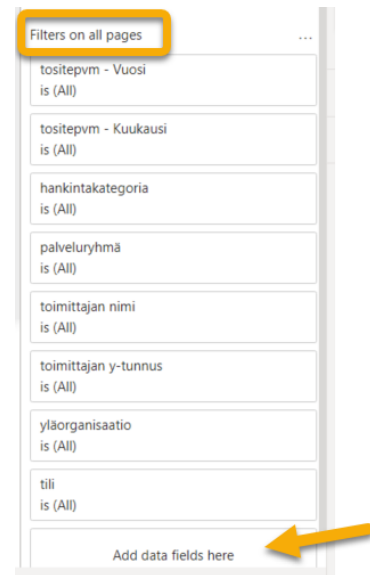 Filters on all pages
...
tositepvm - Vuosi
is (All)
tositepvm - Kuukausi
is (All)
hankintakategoria
is (All)
palveluryhmä
is (All)
toimittajan nimi
is (All)
toimittajan y-tunnus
is (All)
yläorganisaatio
is (All)
tili
is (All)
Add data fields here